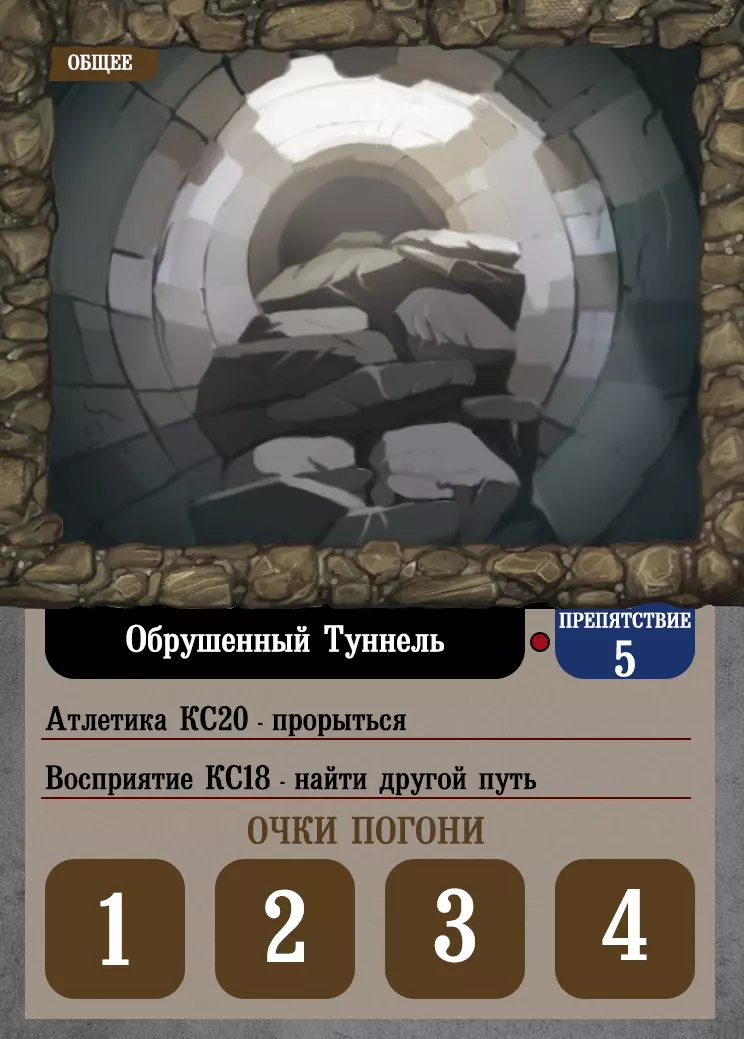 ОБЩЕЕ
Обрушенный Туннель
ПРЕПЯТСТВИЕ
5
Атлетика КС20 - прорыться
Восприятие КС18 - найти другой путь
ОЧКИ ПОГОНИ
1 2 3 4